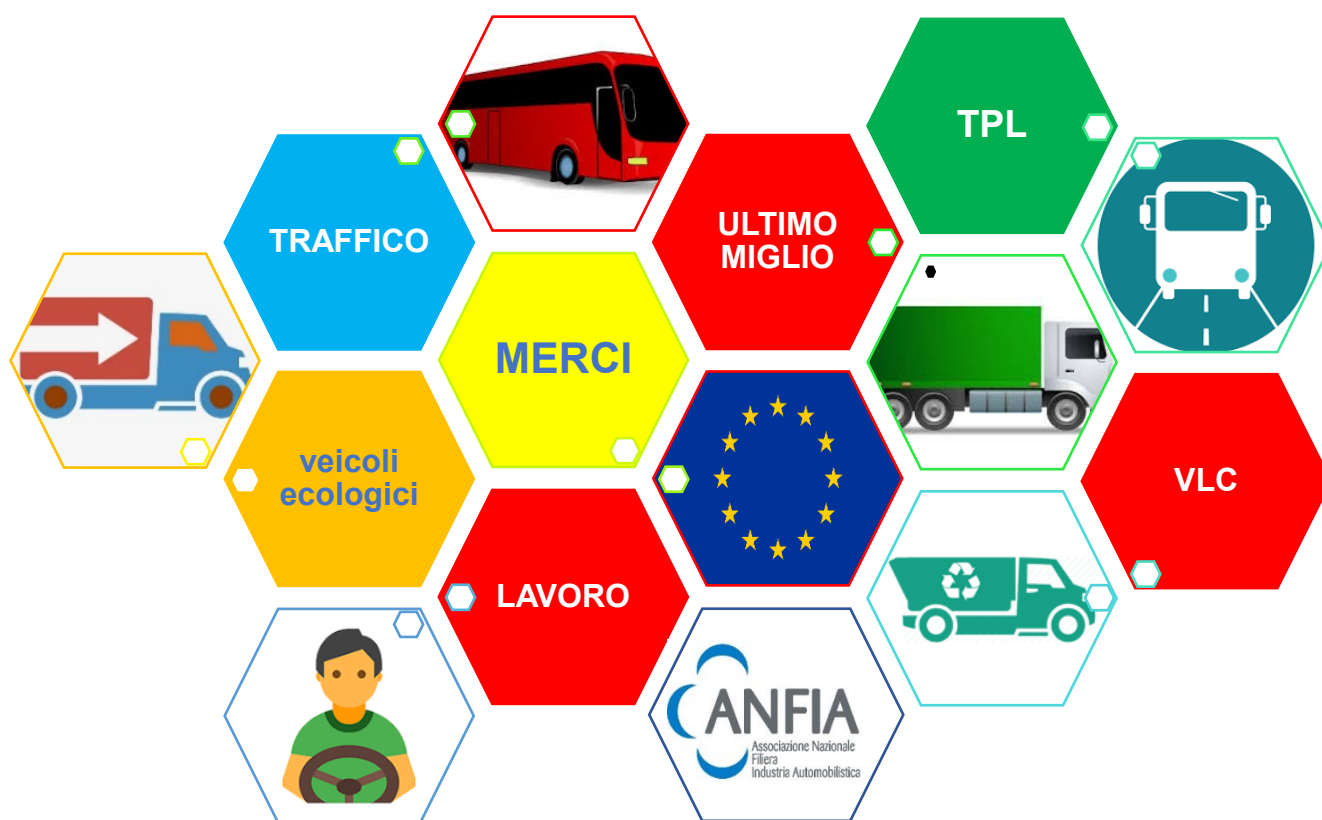 TPL
TRAFFICO
ULTIMO
MIGLIO
MERCI
veicoli
ecologici
VLC
LAVORO
ANFIA
Associazione Nazionale
Filiera
Industria Automobilistica